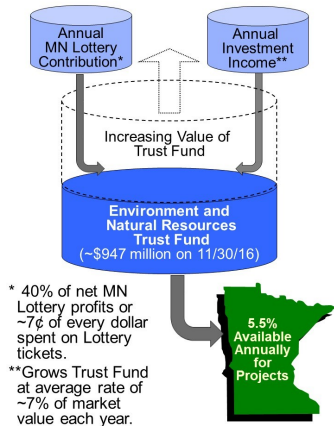 Annual
MN Lottery
Contribution*
Annual
Investment
Income**
Increasing Value of
Trust Fund
Environment and
Natural Resources
Trust Fund
(~$947 million on 11/30/16)
* 40% of net MN
Lottery profits or
~7¢ of every dollar
spent on Lottery
tickets.
**Grows Trust Fund
at average rate of
~7% of market
value each year.
5.5%
Available
Annually
for
Projects